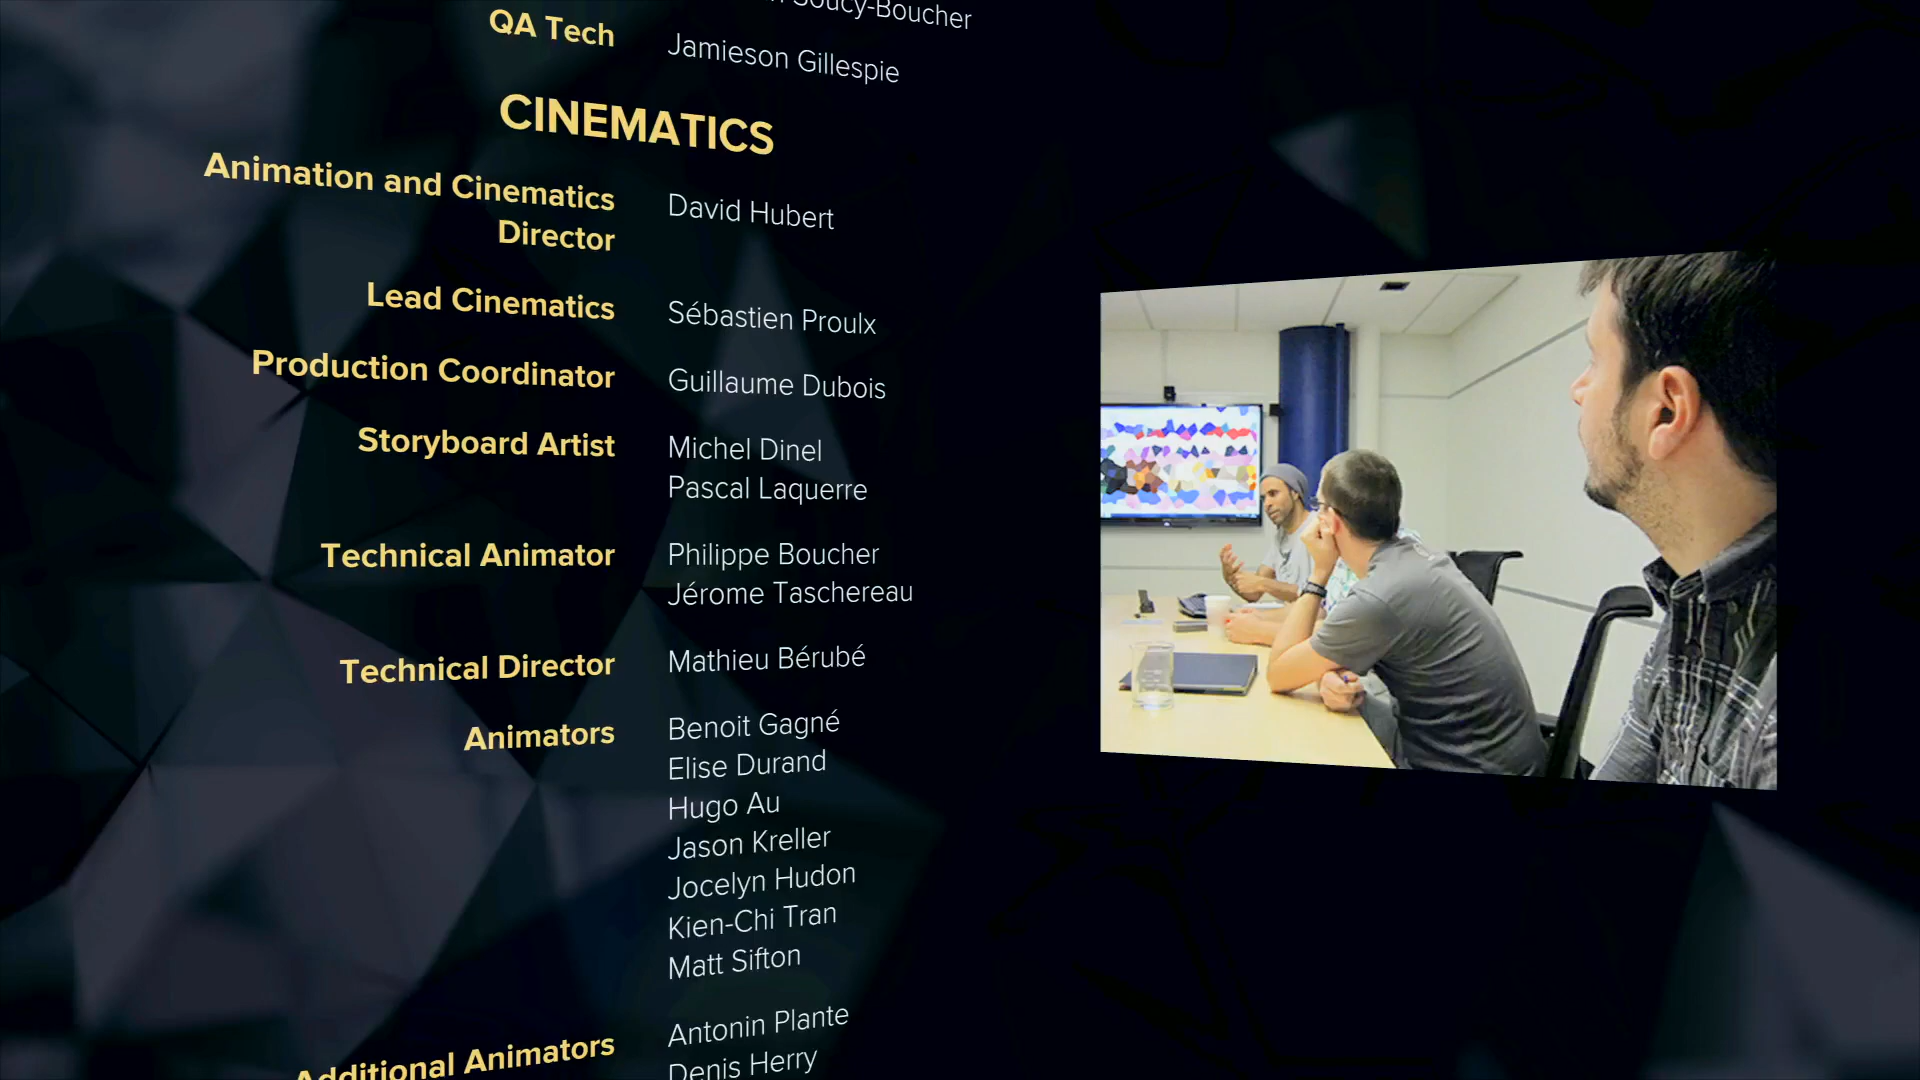 Soucy-Boucher
QA Tech
Jamieson Gillespie
CINEMATICS
Animation and Cinematics
Director
David Hubert
Lead Cinematics
Sébastien Proulx
Production Coordinator
Guillaume Dubois
Storyboard Artist
Michel Dinel
Pascal Laquerre
Technical Animator
Philippe Boucher
Jérome Taschereau
Technical Director
Mathieu Bérubé
Animators
Benoit Gagné
Elise Durand
Hugo Au
Jason Kreller
Jocelyn Hudon
Kien-Chi Tran
Matt Sifton
Additional Animators
Antonin Plante
Denis Herry